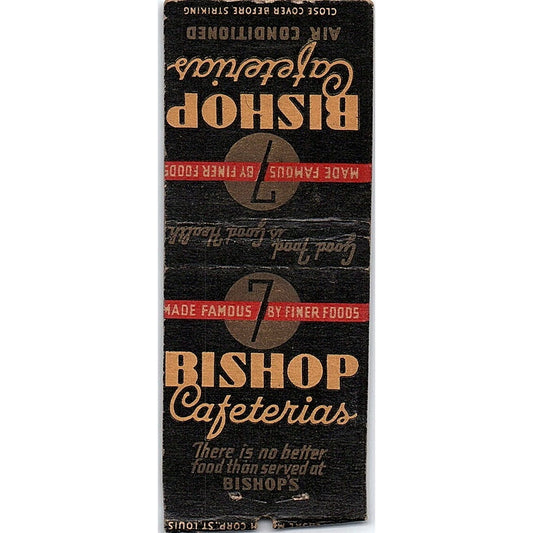 CLOSE COVER BEFORE STRIKING
AIR CONDITIONED
Cafeterias
BISHOP
MADE FAMOUS BY FINER FOODS
7
Good Food
is Good Health
7
MADE FAMOUS BY FINER FOODS
BISHOP
Cafeterias
There is no better
food than served at
BISHOP'S
CORP. ST. LOUIS